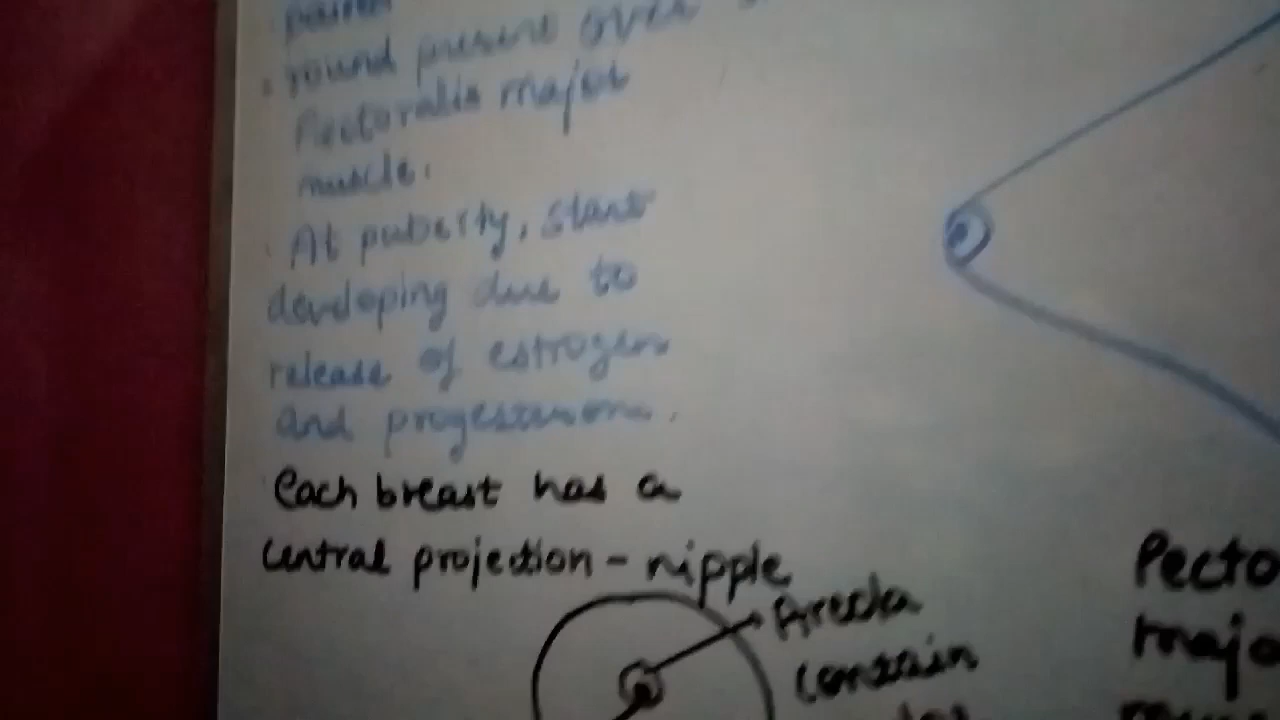 round present over
Pectoralis major
muscle.
At puberty, starts
developing due to
release of estrogen
and progesterone.
Each breast has a
central projection - nipple
Areola
contain
Pecto
majo